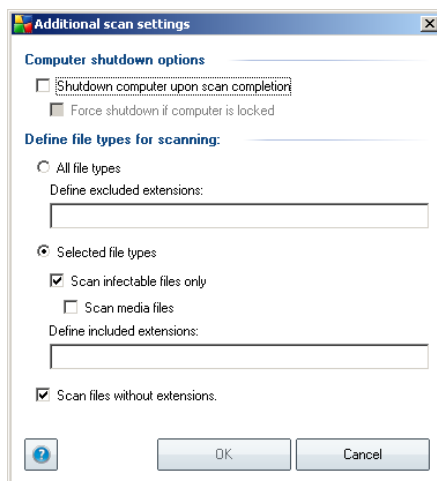 Additional scan settings
Computer shutdown options
Shutdown computer upon scan completion
Force shutdown if computer is locked
Define file types for scanning:
All file types
Define excluded extensions:
Selected file types
Scan infectable files only
Scan media files
Define included extensions:
Scan files without extensions.
? OK Cancel